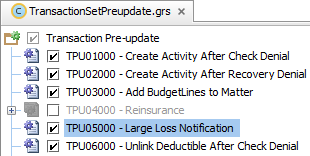 TransactionSetPreupdate.grs
Transaction Pre-update
TPU01000 - Create Activity After Check Denial
TPU02000 - Create Activity After Recovery Denial
TPU03000 - Add BudgetLines to Matter
TPU04000 - Reinsurance
TPU05000 - Large Loss Notification
TPU06000 - Unlink Deductible After Check Denial